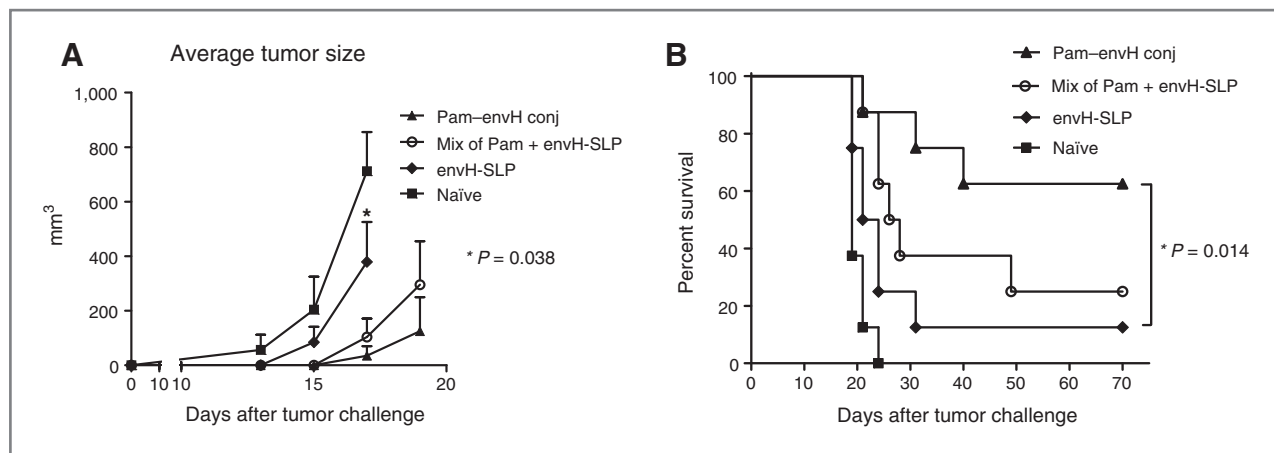 A
Average tumor size
1,000
800
600
400
200
0
mm3
0 10 10 15 20
Days after tumor challenge
Pam–envH conj
Mix of Pam + envH-SLP
envH-SLP
Naïve
*
* P = 0.038
B
100
80
60
40
20
0
Percent survival
0 10 20 30 40 50 60 70
Days after tumor challenge
Pam–envH conj
Mix of Pam + envH-SLP
envH-SLP
Naïve
* P = 0.014